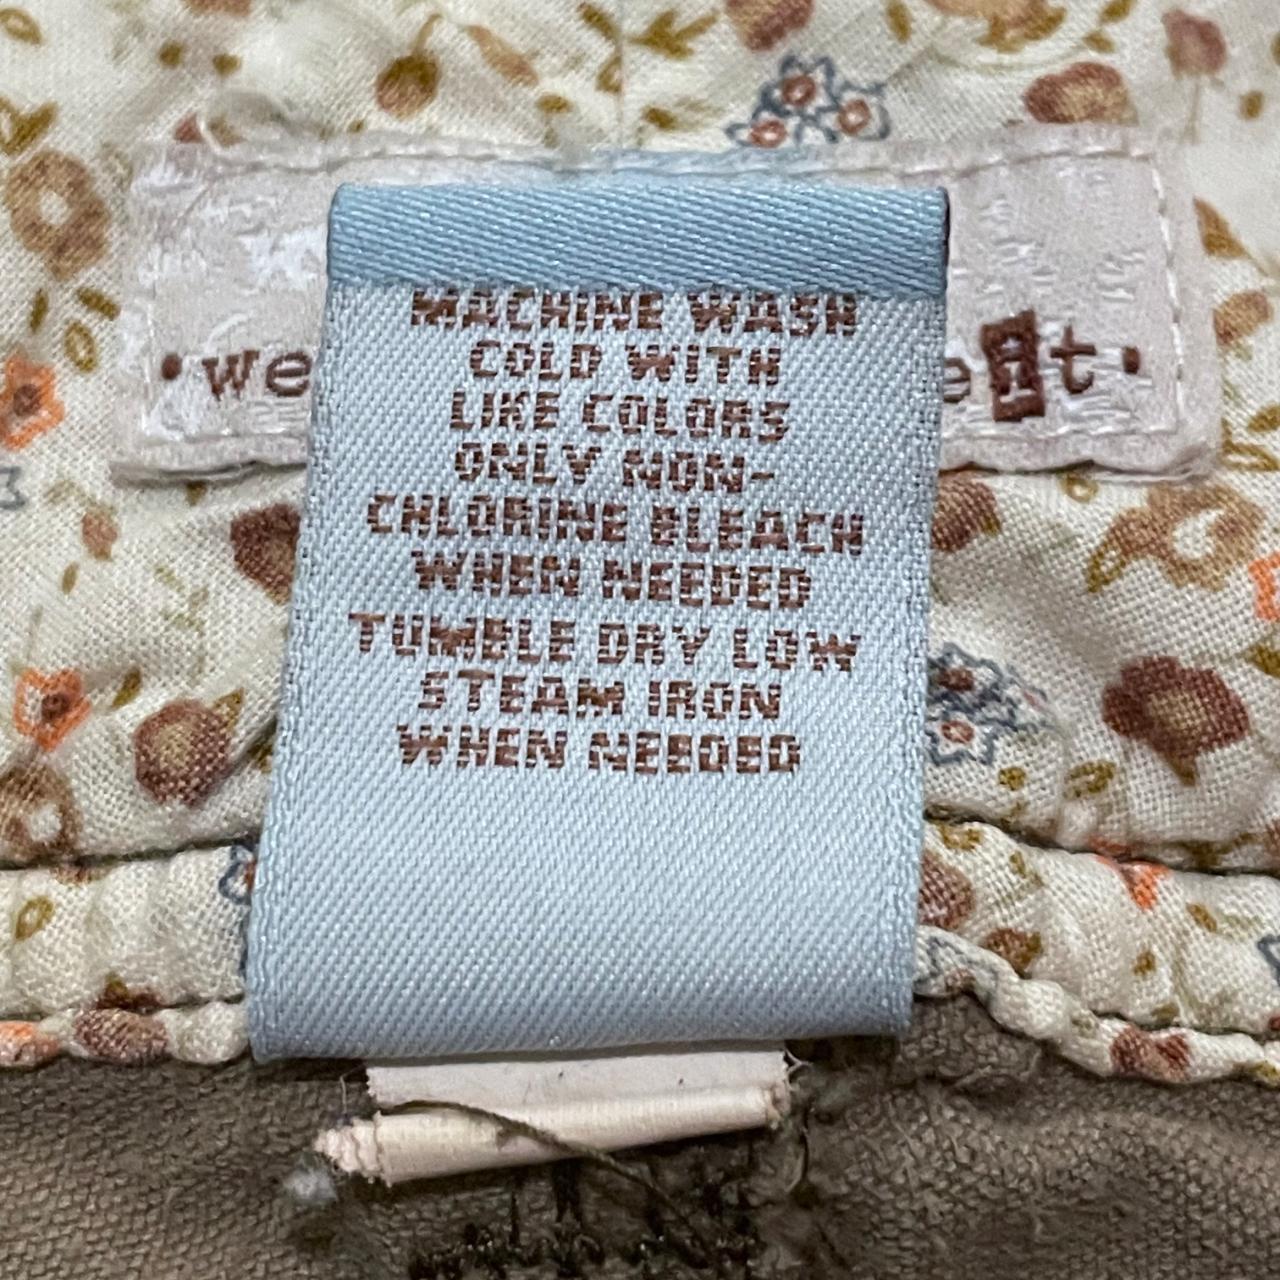 MACHINE WASH
COLD WITH
LIKE COLORS
ONLY NON-
CHLORINE BLEACH
WHEN NEEDED
TUMBLE DRY LOW
STEAM IRON
WHEN NEEDED